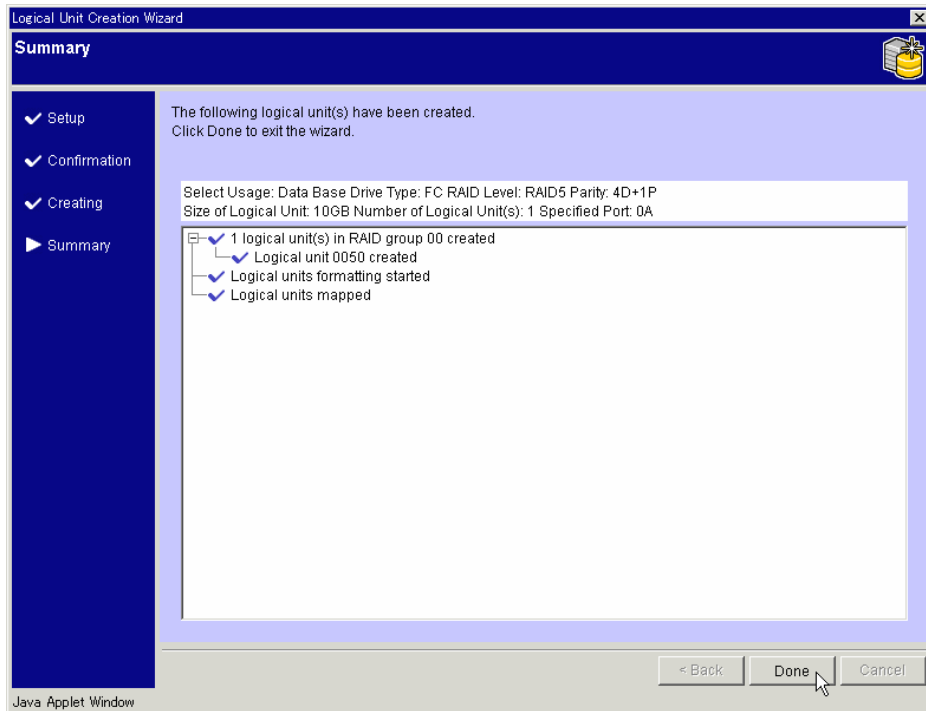 Logical Unit Creation Wizard
Summary
Setup
Confirmation
Creating
Summary
The following logical unit(s) have been created.
Click Done to exit the wizard.
Select Usage: Data Base Drive Type: FC RAID Level: RAID5 Parity: 4D+1P
Size of Logical Unit: 10GB Number of Logical Unit(s): 1 Specified Port: 0A
1 logical unit(s) in RAID group 00 created
Logical unit 0050 created
Logical units formatting started
Logical units mapped
< Back
Done
Cancel
Java Applet Window